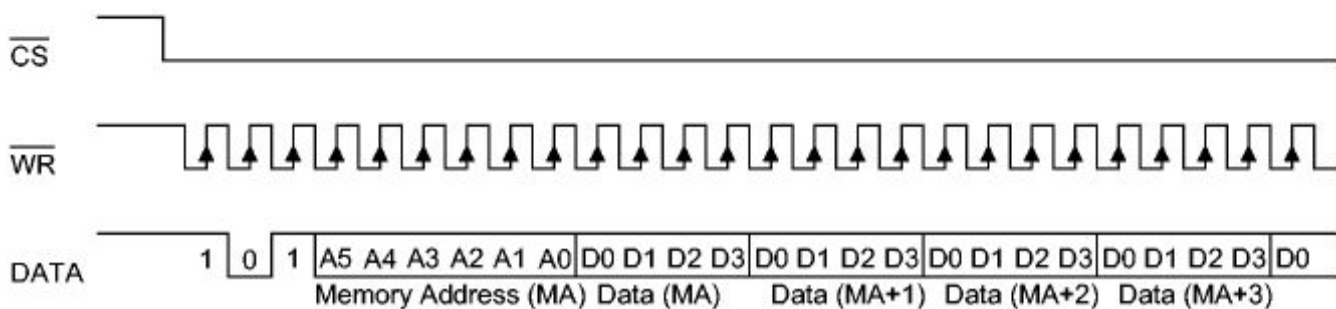 CS
WR
DATA 1 0 1 A5 A4 A3 A2 A1 A0 D0 D1 D2 D3 D0 D1 D2 D3 D0 D1 D2 D3 D0 D1 D2 D3 D0
Memory Address (MA) Data (MA) Data (MA+1) Data (MA+2) Data (MA+3)